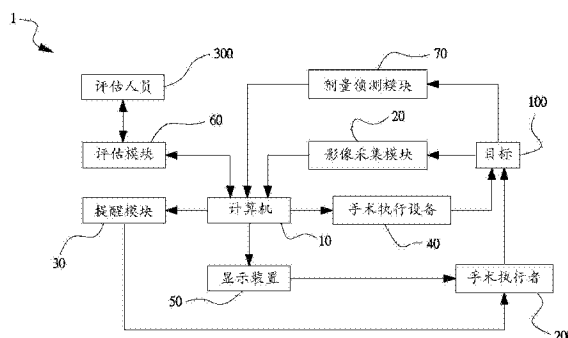 1
300
70
评估人员
剂量侦测模块
60
20
100
评估模块
影像采集模块
目标
提醒模块
计算机
手术执行设备
30
10
40
显示装置
手术执行者
50
200